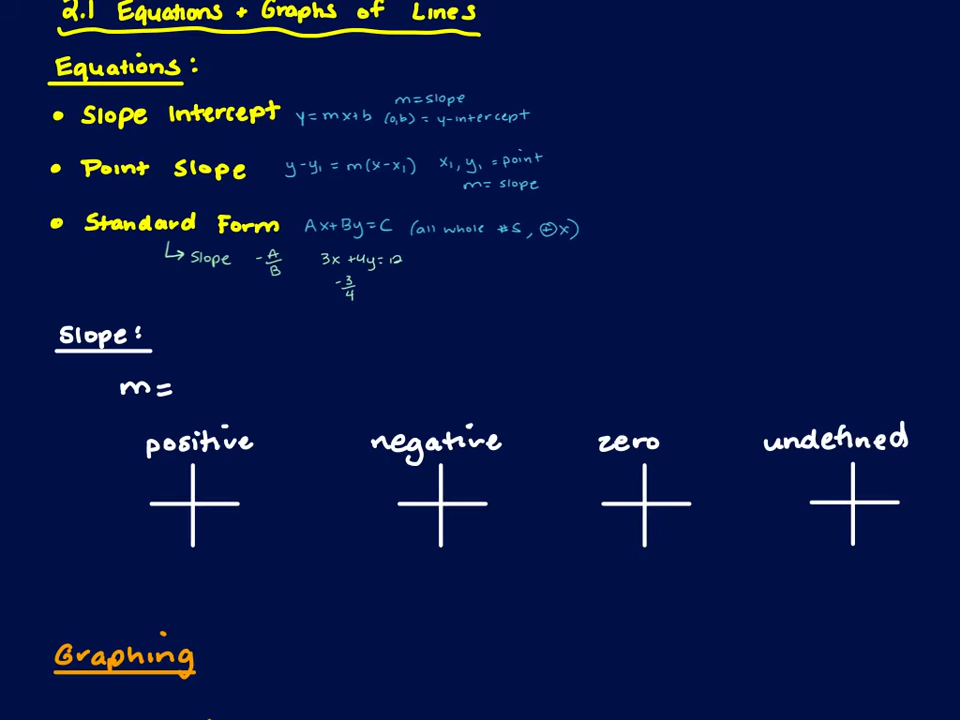 2.1 Equations + Graphs of Lines
Equations:
• Slope Intercept y=mx+b (0,b) = y-intercept
m=slope
• Point Slope y-y₁ = m(x-x₁) x₁, y₁ = point
m= slope
• Standard Form Ax+By=C (all whole #s, ⊕x)
↳ Slope -A/B 3x+4y=12
-3/4
Slope:
m=
positive negative zero undefined
Graphing